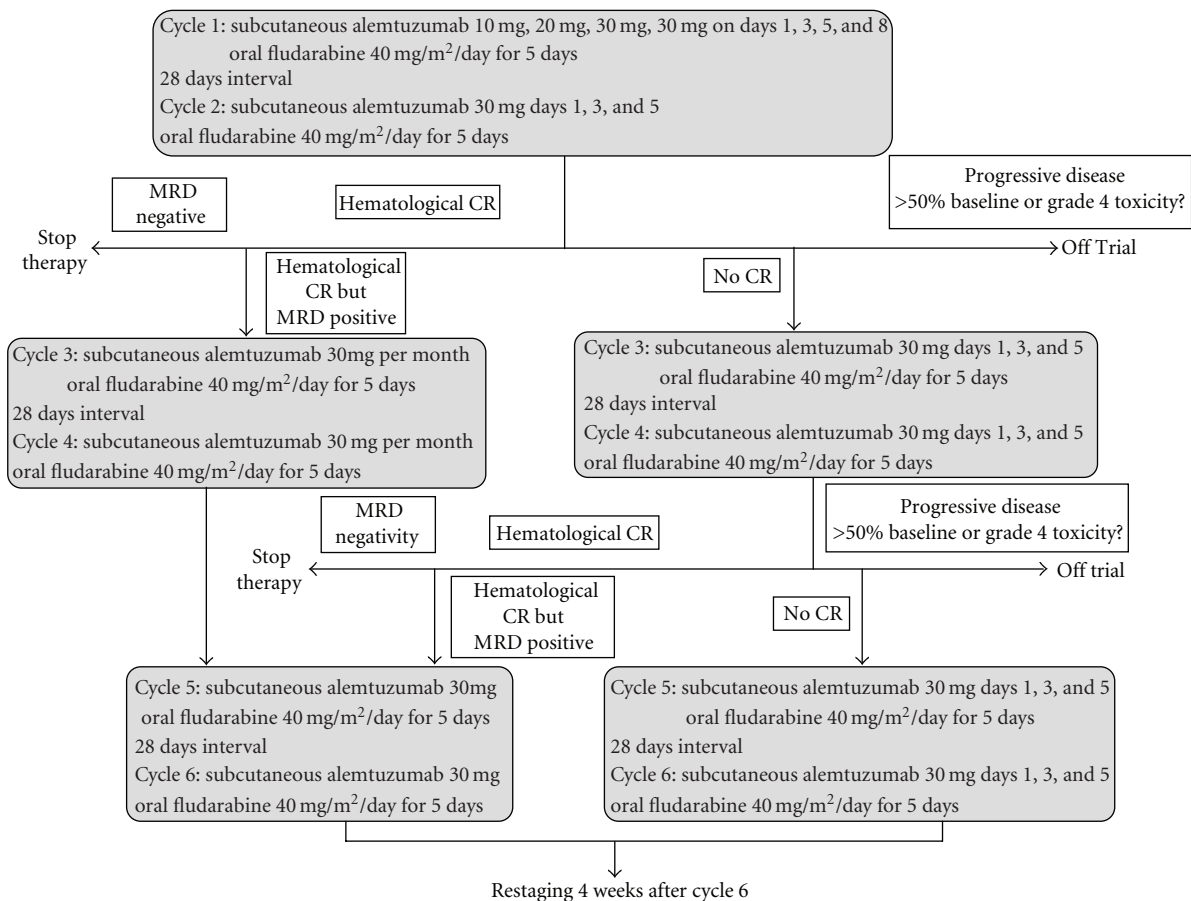 Cycle 1: subcutaneous alemtuzumab 10 mg, 20 mg, 30 mg, 30 mg on days 1, 3, 5, and 8
oral fludarabine 40 mg/m²/day for 5 days
28 days interval
Cycle 2: subcutaneous alemtuzumab 30 mg days 1, 3, and 5
oral fludarabine 40 mg/m²/day for 5 days
MRD
negative
Hematological CR
Progressive disease
>50% baseline or grade 4 toxicity?
Stop
therapy
Off Trial
Hematological
CR but
MRD positive
No CR
Cycle 3: subcutaneous alemtuzumab 30mg per month
oral fludarabine 40 mg/m²/day for 5 days
28 days interval
Cycle 4: subcutaneous alemtuzumab 30 mg per month
oral fludarabine 40 mg/m²/day for 5 days
Cycle 3: subcutaneous alemtuzumab 30 mg days 1, 3, and 5
oral fludarabine 40 mg/m²/day for 5 days
28 days interval
Cycle 4: subcutaneous alemtuzumab 30 mg days 1, 3, and 5
oral fludarabine 40 mg/m²/day for 5 days
MRD
negativity
Hematological CR
Progressive disease
>50% baseline or grade 4 toxicity?
Stop
therapy
Off trial
Hematological
CR but
MRD positive
No CR
Cycle 5: subcutaneous alemtuzumab 30mg
oral fludarabine 40 mg/m²/day for 5 days
28 days interval
Cycle 6: subcutaneous alemtuzumab 30 mg
oral fludarabine 40 mg/m²/day for 5 days
Cycle 5: subcutaneous alemtuzumab 30 mg days 1, 3, and 5
oral fludarabine 40 mg/m²/day for 5 days
28 days interval
Cycle 6: subcutaneous alemtuzumab 30 mg days 1, 3, and 5
oral fludarabine 40 mg/m²/day for 5 days
Restaging 4 weeks after cycle 6